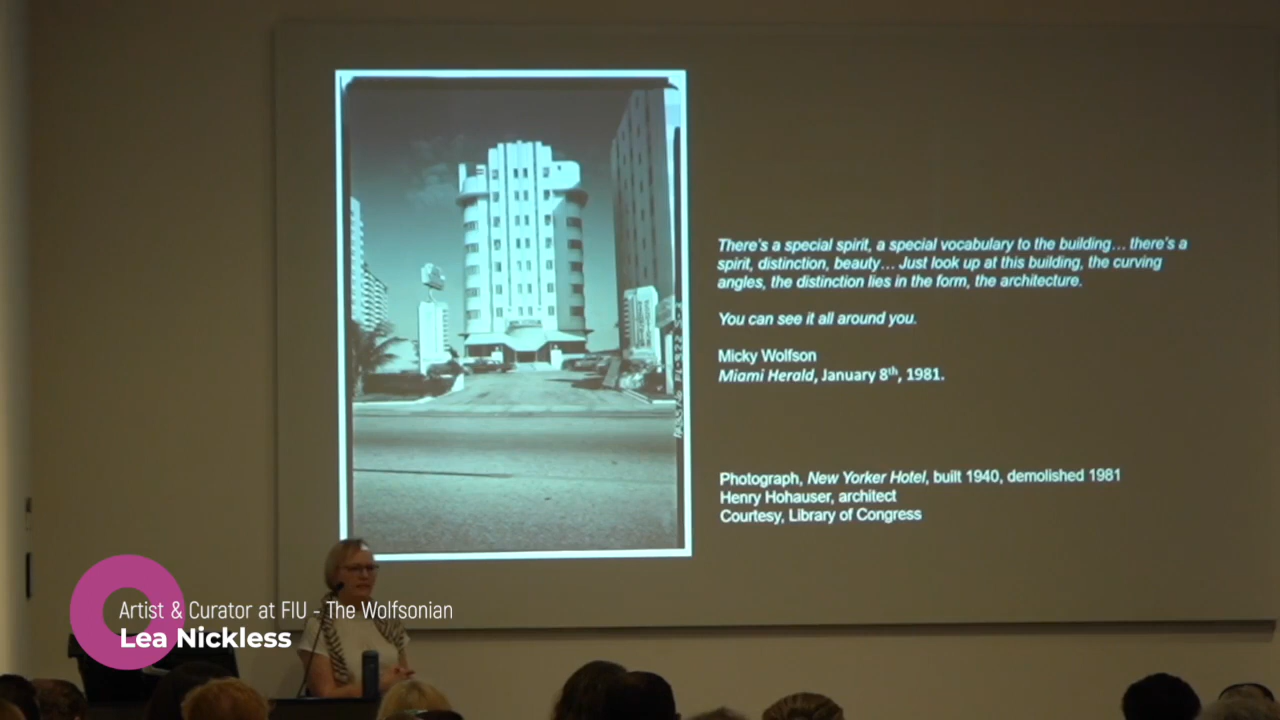 There's a special spirit, a special vocabulary to the building... there's a
spirit, distinction, beauty... Just look up at this building, the curving
angles, the distinction lies in the form, the architecture.
You can see it all around you.
Micky Wolfson
Miami Herald, January 8th, 1981.
Photograph, New Yorker Hotel, built 1940, demolished 1981
Henry Hohauser, architect
Courtesy, Library of Congress
Artist & Curator at FIU - The Wolfsonian
Lea Nickless